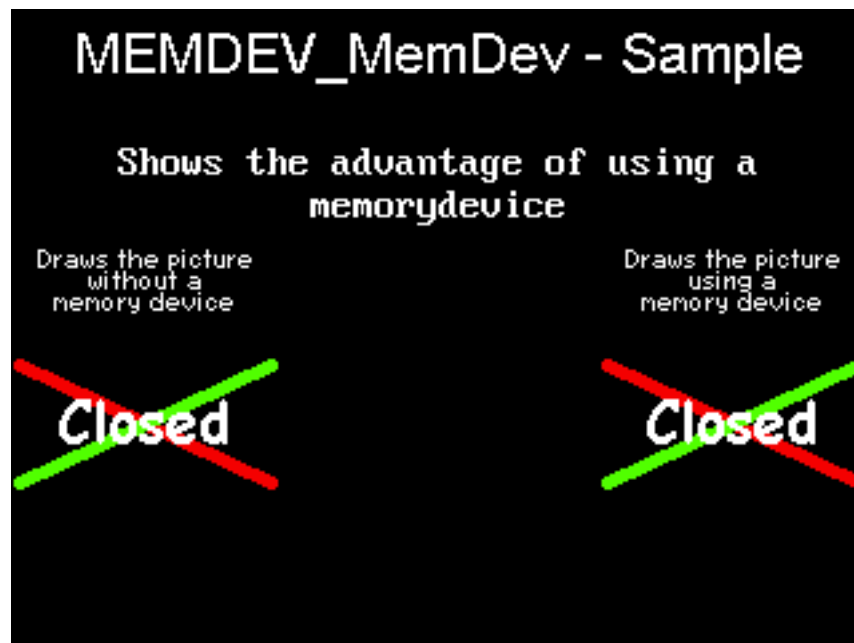 MEMDEV_MemDev - Sample
Shows the advantage of using a
memorydevice
Draws the picture
without a
memory device
Draws the picture
using a
memory device
Closed
Closed